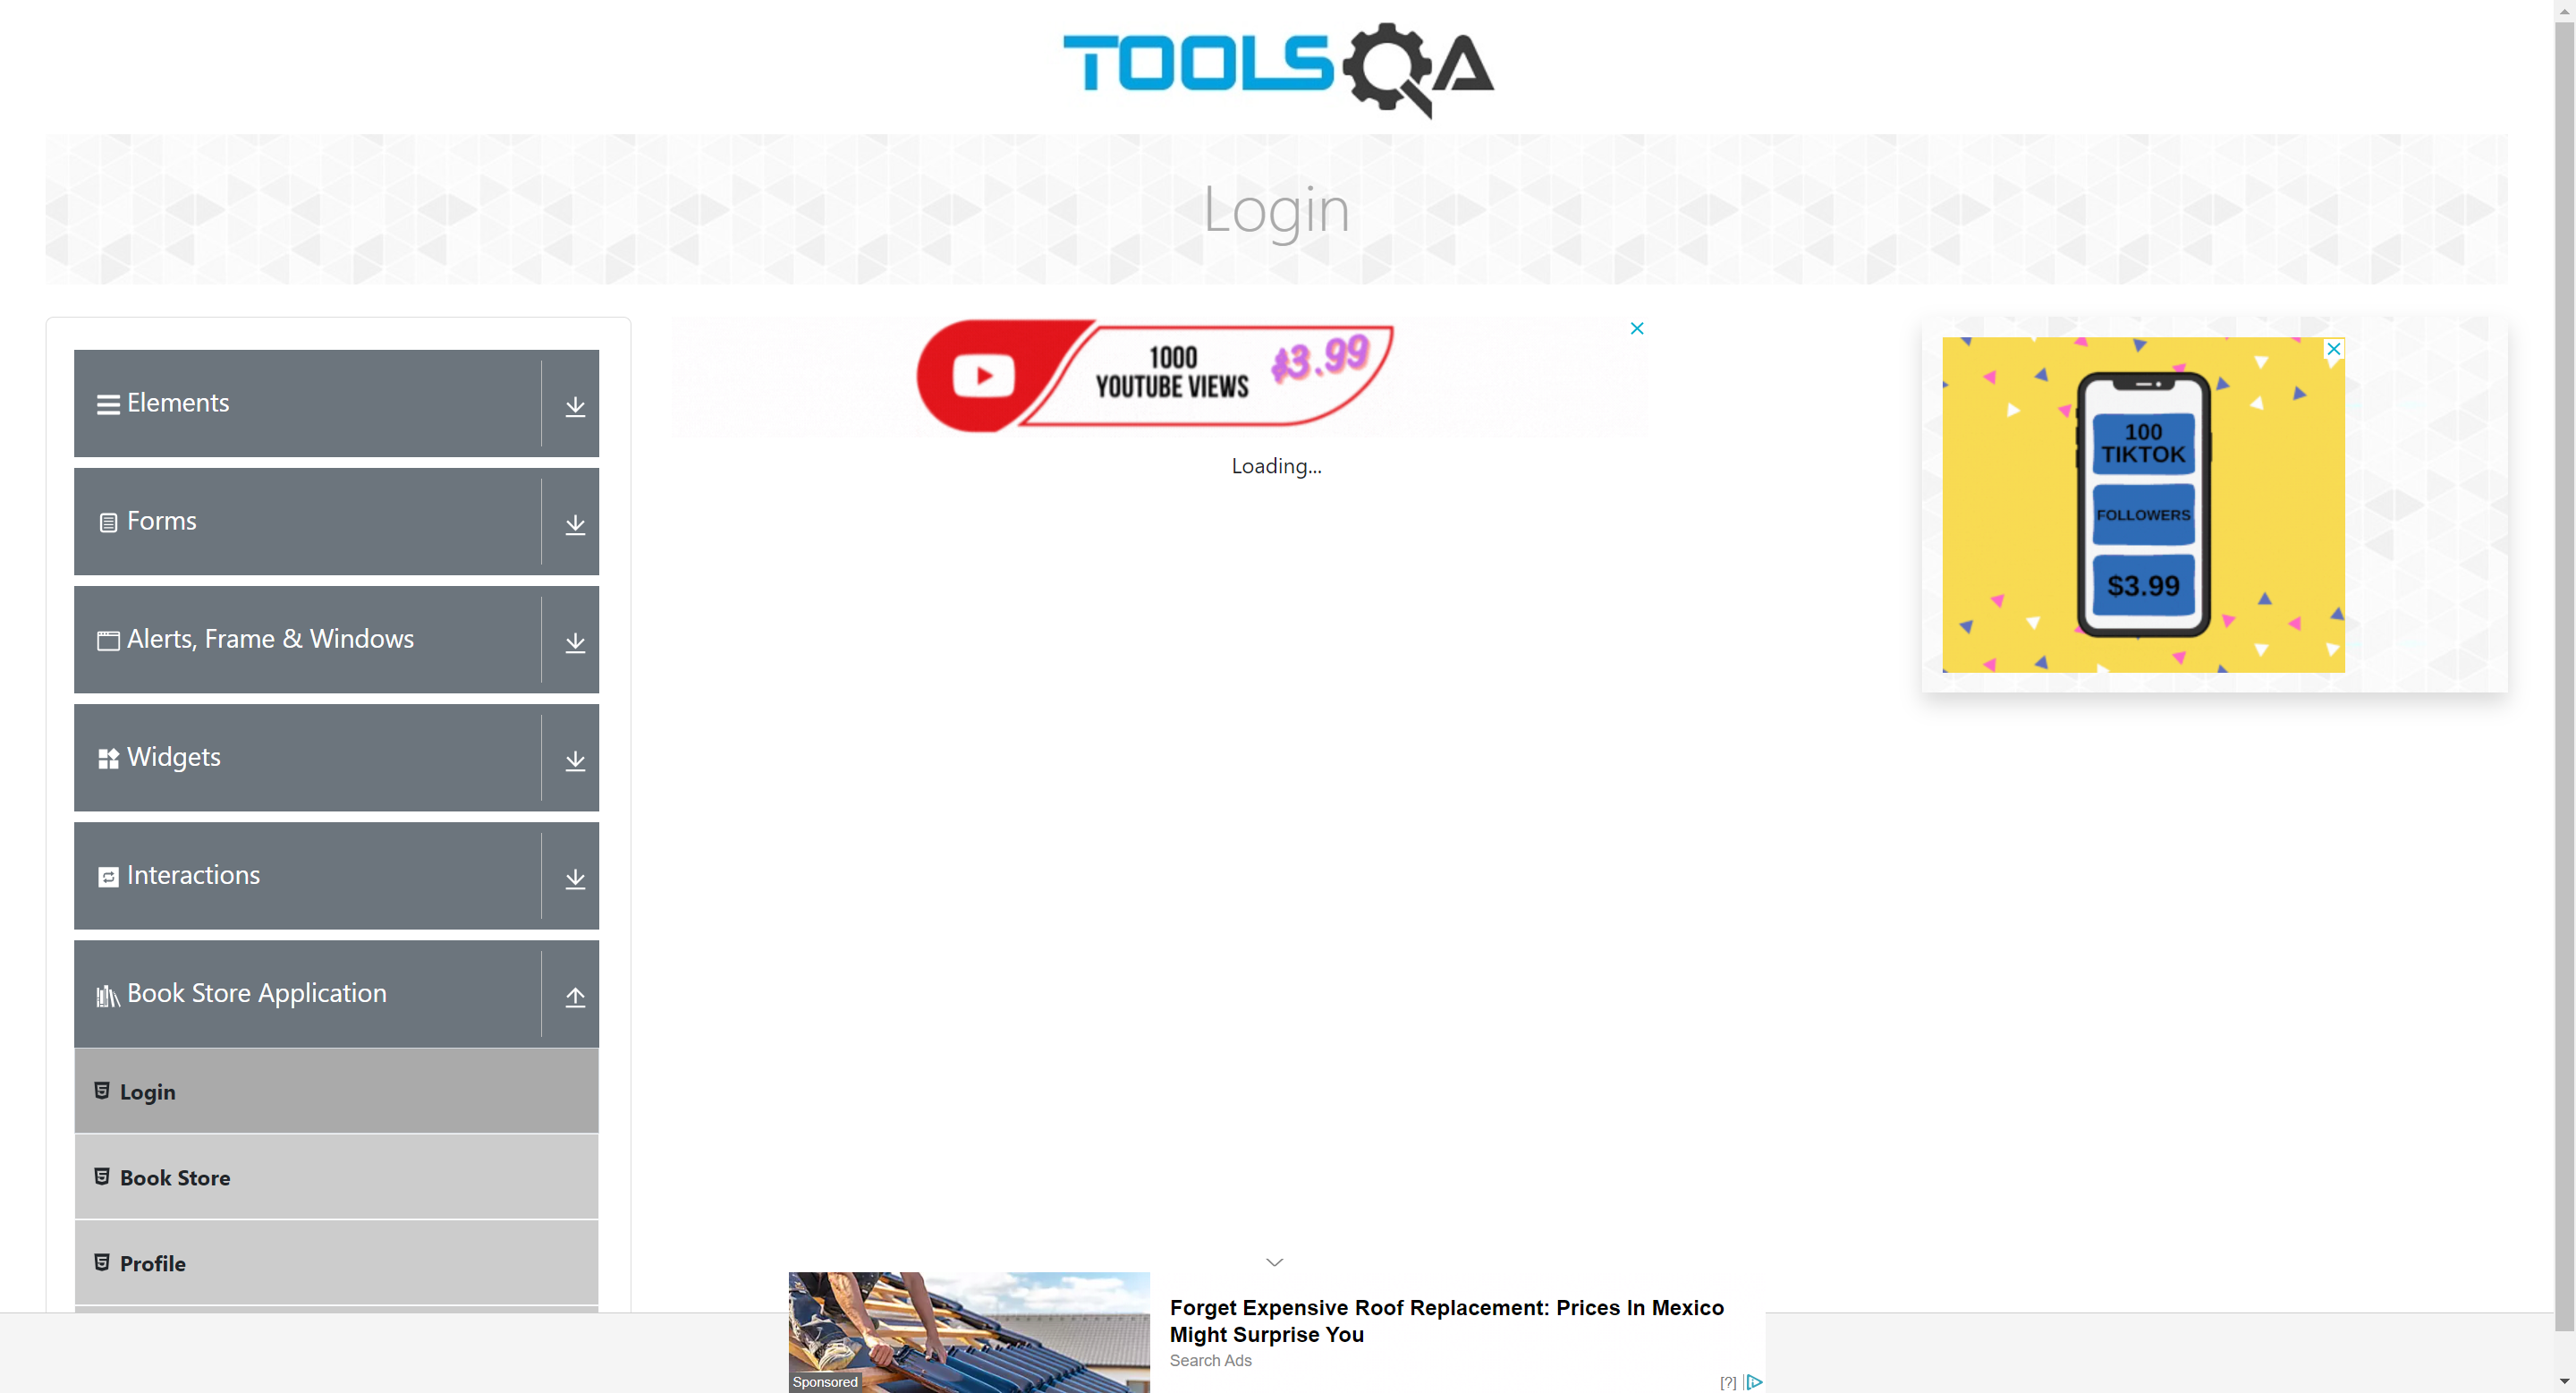 TOOLSQA
Login
Elements
Forms
Alerts, Frame & Windows
Widgets
Interactions
Book Store Application
Login
Book Store
Profile
1000
YOUTUBE VIEWS
$3.99
Loading...
100
TIKTOK
FOLLOWERS
$3.99
Forget Expensive Roof Replacement: Prices In Mexico
Might Surprise You
Search Ads
Sponsored
[?]